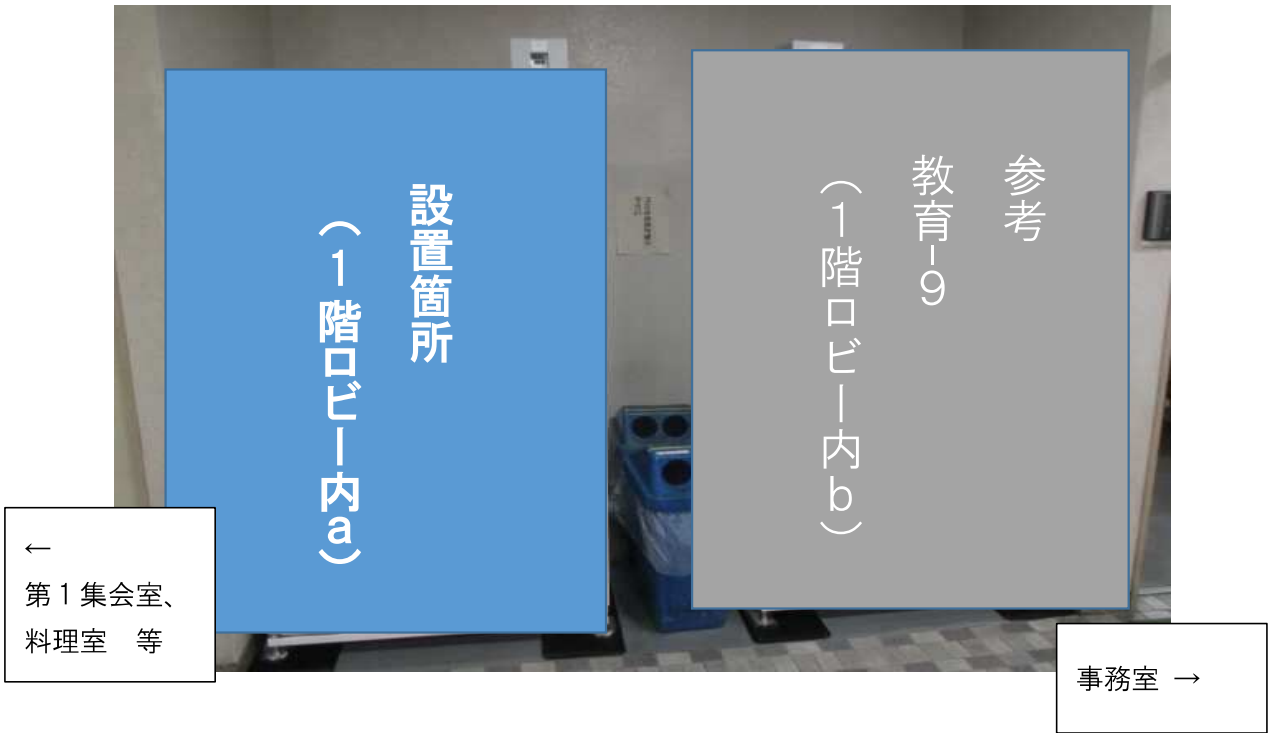 設置箇所
（１階ロビー内a）
参考
教育-9
（１階ロビー内ｂ）
←
第１集会室、
料理室　等
事務室 →